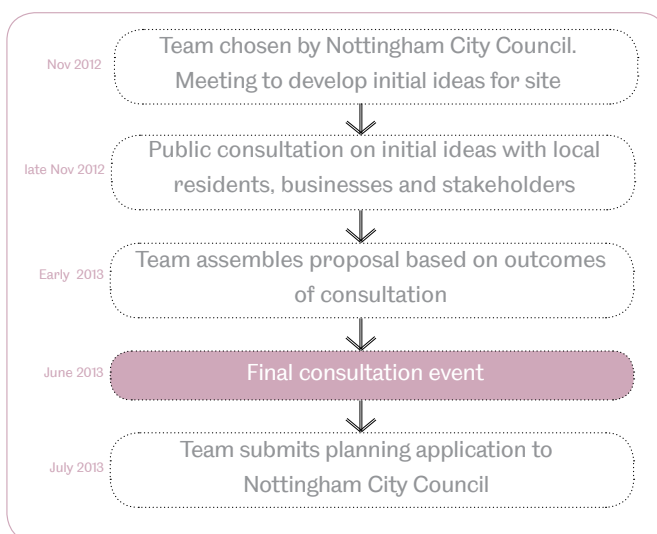 Nov 2012
Team chosen by Nottingham City Council.
Meeting to develop initial ideas for site
late Nov 2012
Public consultation on initial ideas with local
residents, businesses and stakeholders
Early 2013
Team assembles proposal based on outcomes
of consultation
June 2013
Final consultation event
July 2013
Team submits planning application to
Nottingham City Council